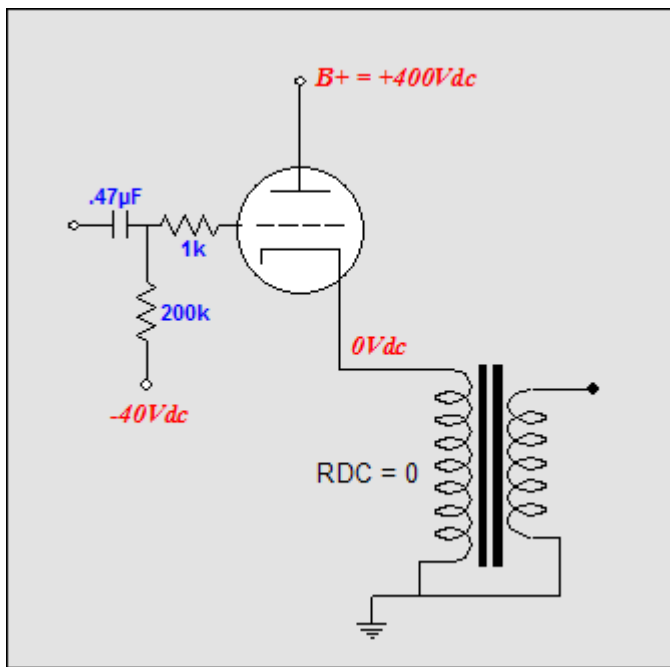 B+ = +400Vdc
.47µF
1k
200k
0Vdc
-40Vdc
RDC = 0